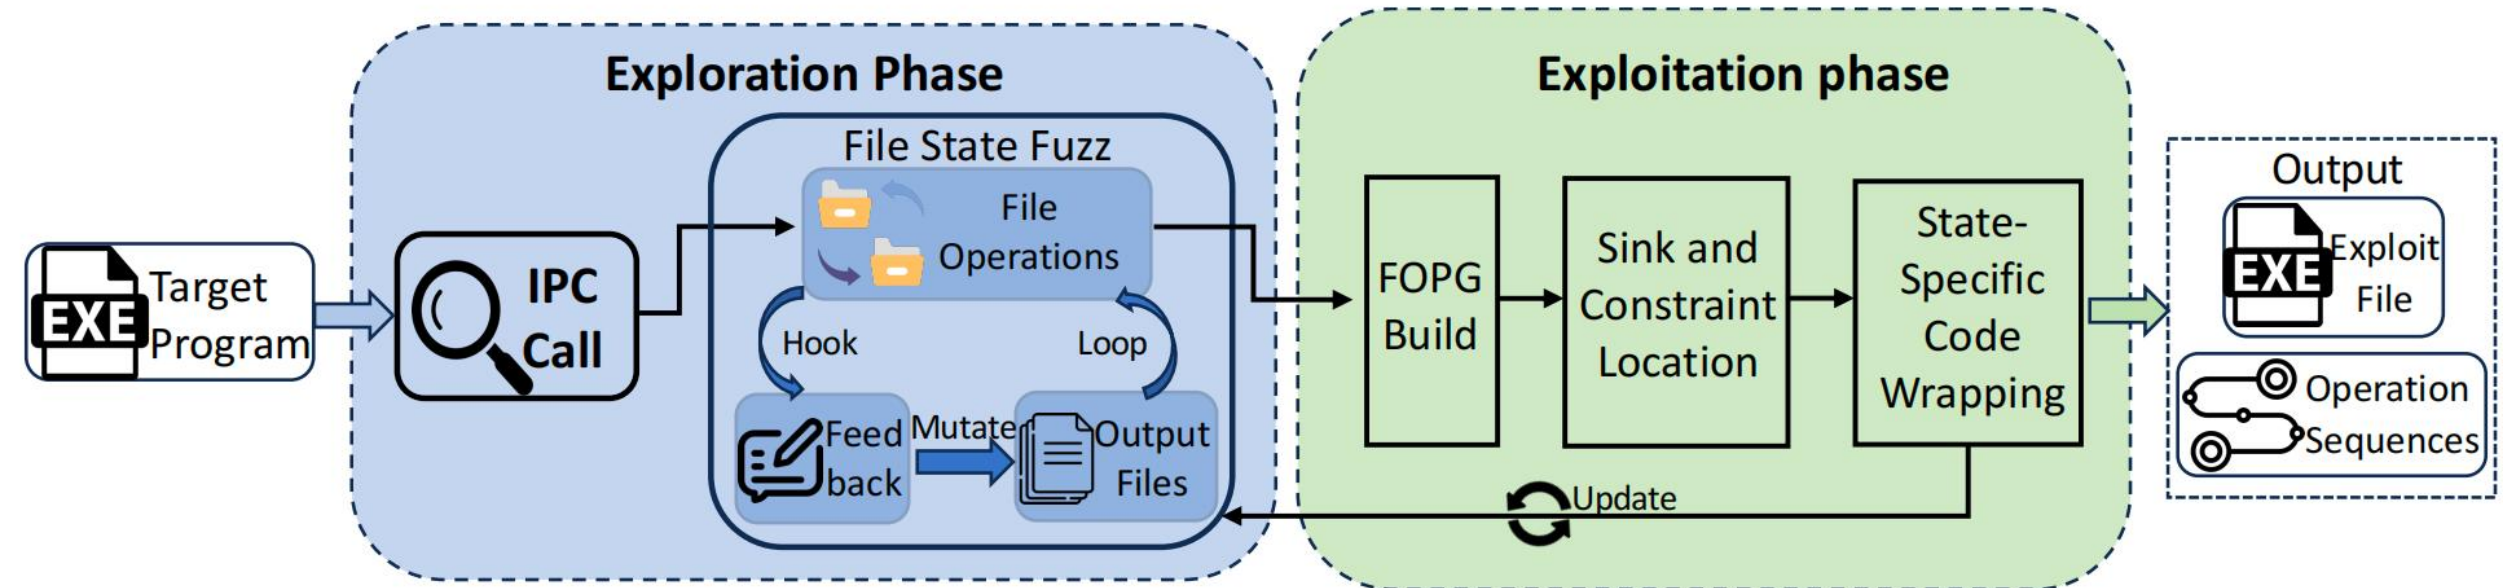 Exploration Phase
Exploitation phase
File State Fuzz
File
Operations
Hook
Loop
Feed
back
Mutate
Output
Files
EXE
Target
Program
IPC
Call
FOPG
Build
Sink and
Constraint
Location
State-
Specific
Code
Wrapping
Update
Output
EXE
Exploit
File
Operation
Sequences